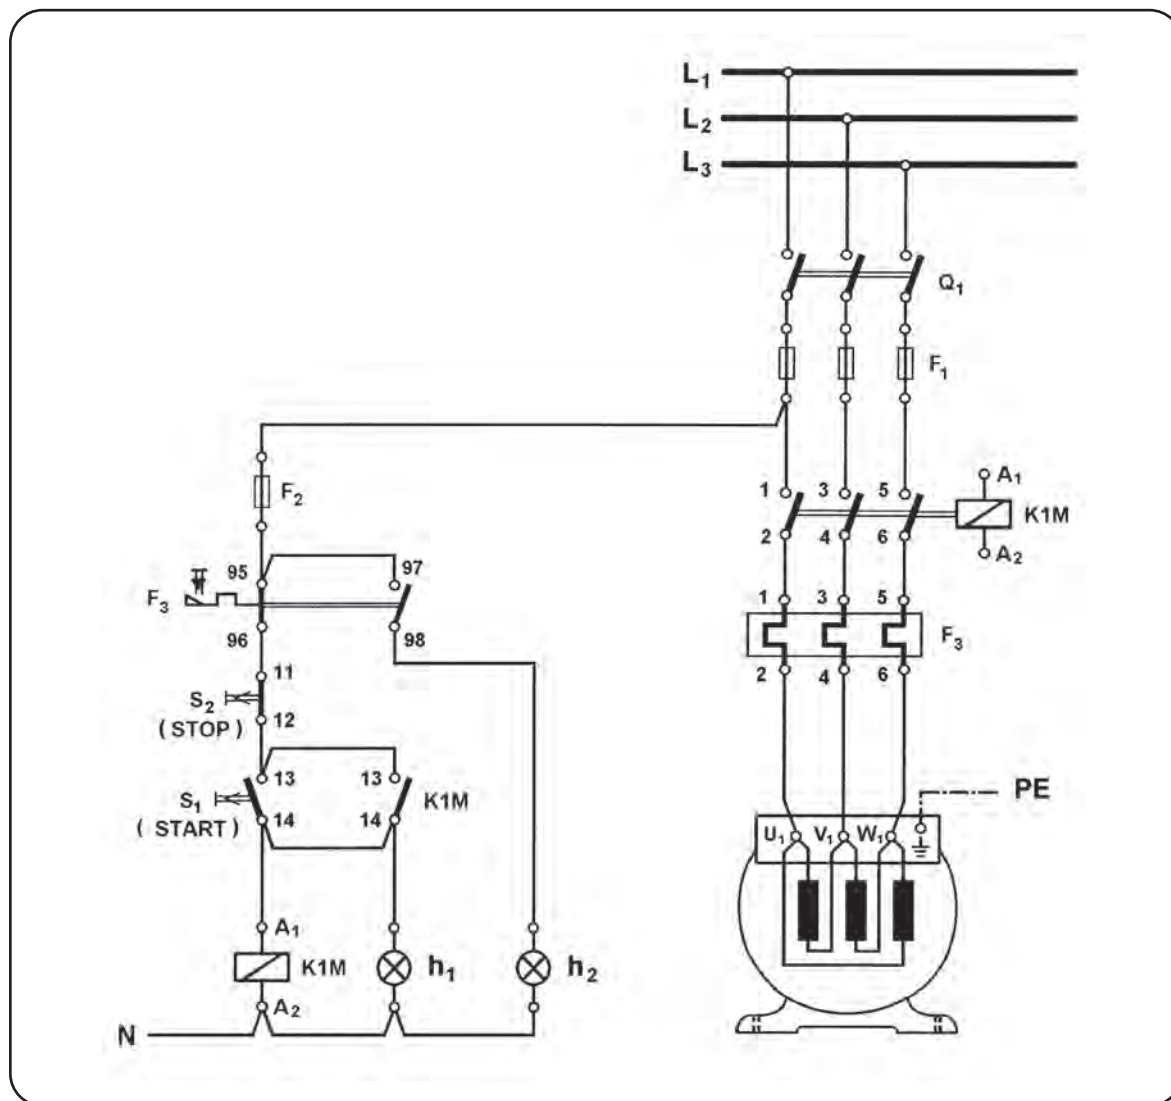 L1
L2
L3
Q1
F1
F2
1 3 5
A1
K1M
2 4 6
A2
95 97
F3
96 98
1 3 5
F3
2 4 6
11
S2
(STOP)
12
13 13
S1
K1M
(START)
14 14
PE
U1 V1 W1
A1
K1M
h1
h2
A2
N